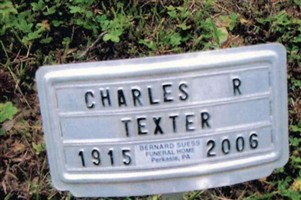 CHARLES R
TEXTER
1915 2006
BERNARD SUESS
FUNERAL HOME
Perkasie, PA